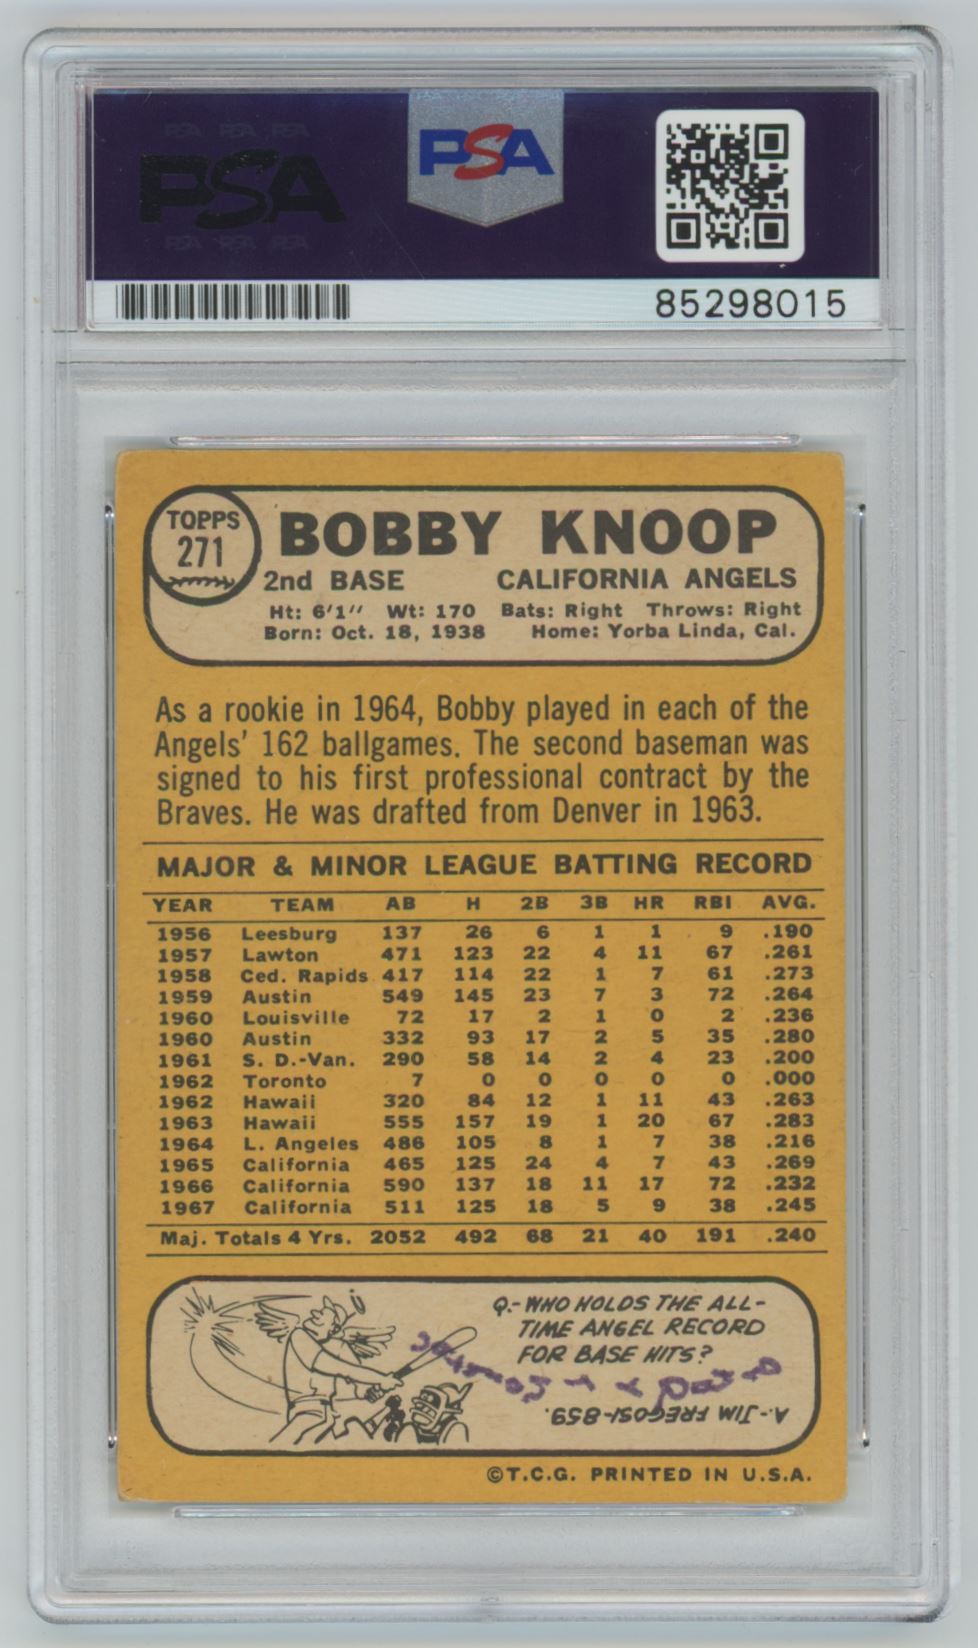 PSA PSA PSA
PSA
PSA PSA PSA
PSA
85298015
TOPPS
271
BOBBY KNOOP
2nd BASE CALIFORNIA ANGELS
Ht: 6'1" Wt: 170 Bats: Right Throws: Right
Born: Oct. 18, 1938 Home: Yorba Linda, Cal.
As a rookie in 1964, Bobby played in each of the
Angels' 162 ballgames. The second baseman was
signed to his first professional contract by the
Braves. He was drafted from Denver in 1963.
MAJOR & MINOR LEAGUE BATTING RECORD
YEAR TEAM AB H 2B 3B HR RBI AVG.
1956 Leesburg 137 26 6 1 1 9 .190
1957 Lawton 471 123 22 4 11 67 .261
1958 Ced. Rapids 417 114 22 1 7 61 .273
1959 Austin 549 145 23 7 3 72 .264
1960 Louisville 72 17 2 1 0 2 .236
1960 Austin 332 93 17 2 5 35 .280
1961 S. D.-Van. 290 58 14 2 4 23 .200
1962 Toronto 7 0 0 0 0 0 .000
1962 Hawaii 320 84 12 1 11 43 .263
1963 Hawaii 555 157 19 1 20 67 .283
1964 L. Angeles 486 105 8 1 7 38 .216
1965 California 465 125 24 4 7 43 .269
1966 California 590 137 18 11 17 72 .232
1967 California 511 125 18 5 9 38 .245
Maj. Totals 4 Yrs. 2052 492 68 21 40 191 .240
Q.- WHO HOLDS THE ALL-
TIME ANGEL RECORD
FOR BASE HITS?
A.- JIM FREGOSI-859.
©T.C.G. PRINTED IN U.S.A.